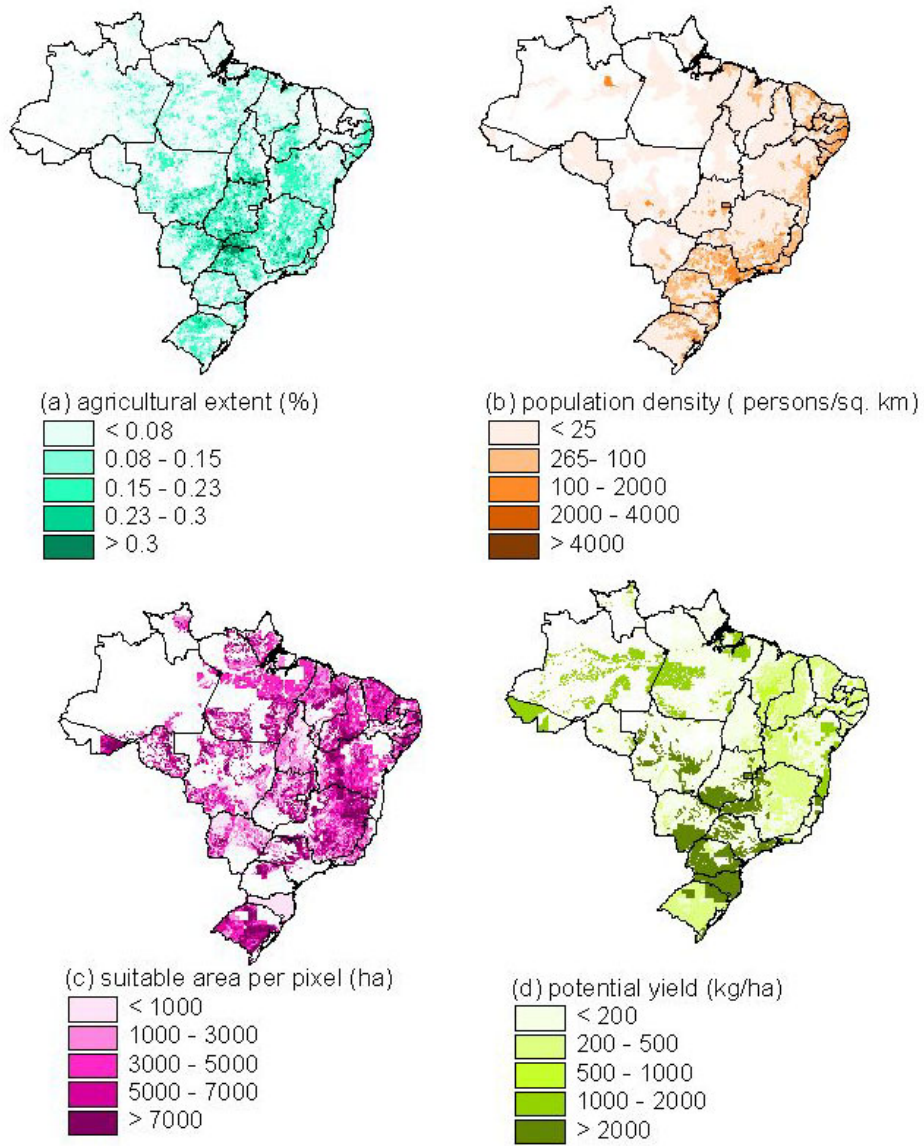 (a) agricultural extent (%)
< 0.08
0.08 - 0.15
0.15 - 0.23
0.23 - 0.3
> 0.3
(b) population density ( persons/sq. km)
< 25
265- 100
100 - 2000
2000 - 4000
> 4000
(c) suitable area per pixel (ha)
< 1000
1000 - 3000
3000 - 5000
5000 - 7000
> 7000
(d) potential yield (kg/ha)
< 200
200 - 500
500 - 1000
1000 - 2000
> 2000